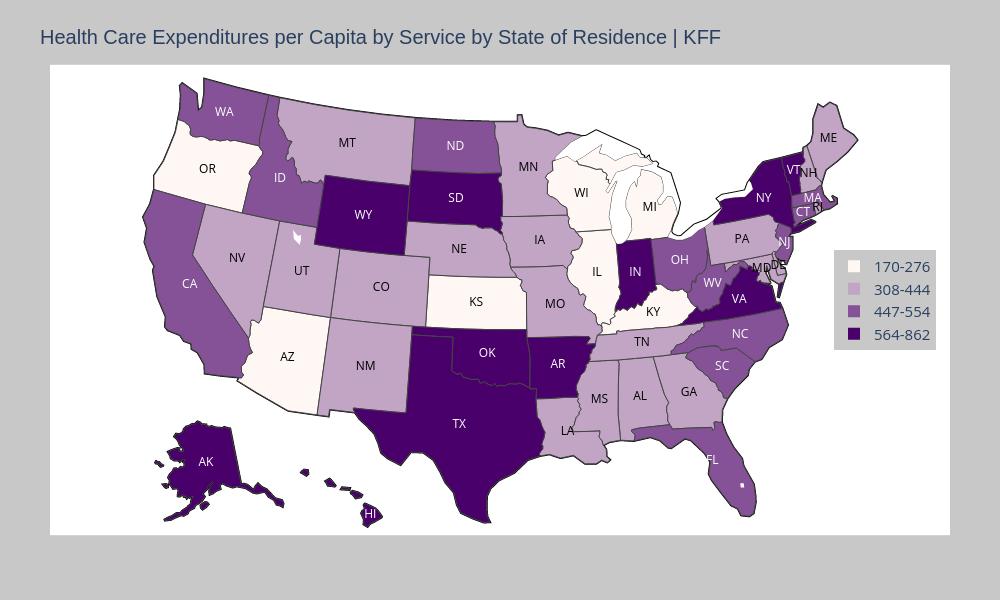 Health Care Expenditures per Capita by Service by State of Residence | KFF
WA
MT
ND
MN
ME
OR
ID
WY
SD
WI
MI
NY
VT
NH
MA
CT
RI
NV
UT
NE
IA
PA
NJ
CA
CO
KS
MO
IL
IN
OH
WV
MD
DE
VA
KY
AZ
NM
OK
AR
TN
NC
SC
TX
LA
MS
AL
GA
FL
AK
HI
170-276
308-444
447-554
564-862